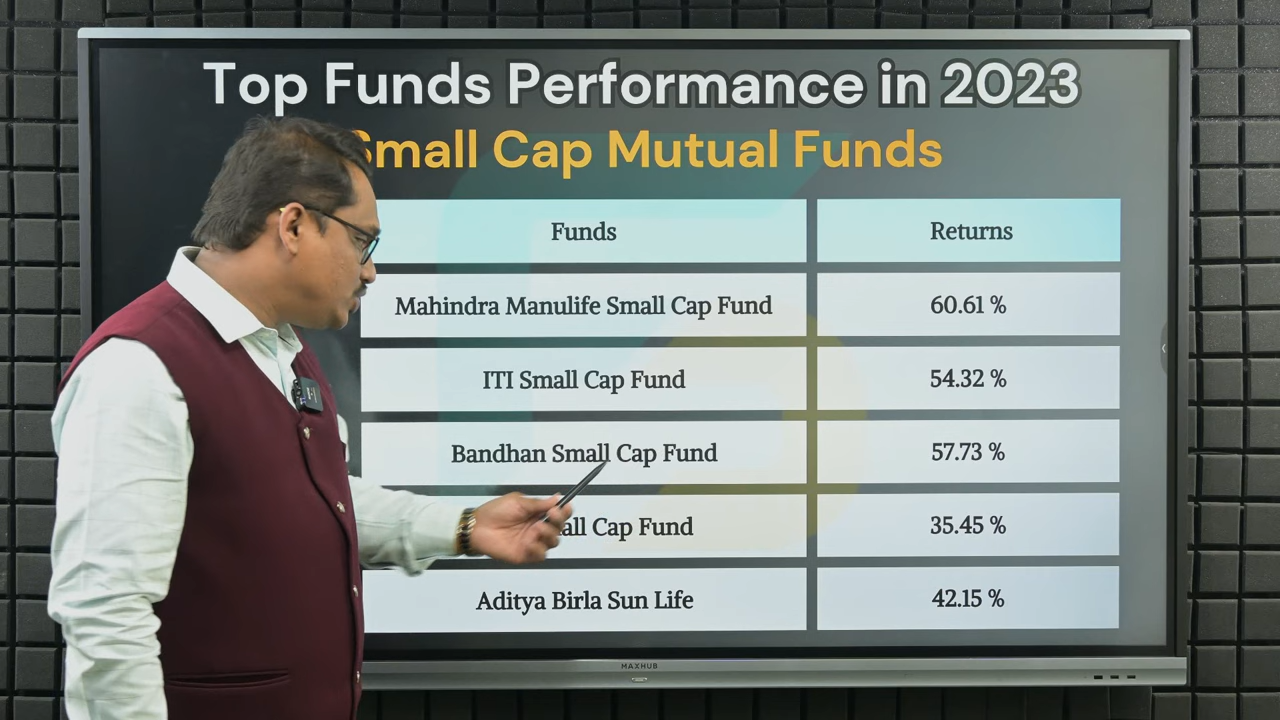 Top Funds Performance in 2023
Small Cap Mutual Funds
Funds Returns
Mahindra Manulife Small Cap Fund 60.61 %
ITI Small Cap Fund 54.32 %
Bandhan Small Cap Fund 57.73 %
Cap Fund 35.45 %
Aditya Birla Sun Life 42.15 %
MAXHUB